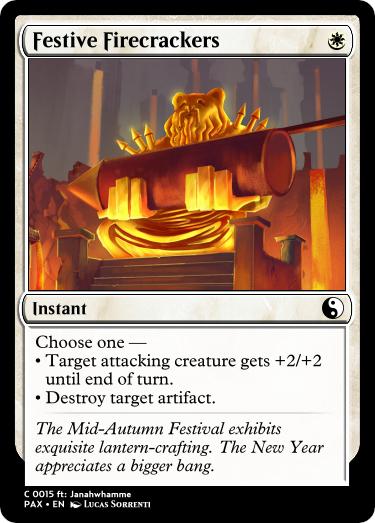 Festive Firecrackers
Instant
Choose one —
• Target attacking creature gets +2/+2
until end of turn.
• Destroy target artifact.
The Mid-Autumn Festival exhibits
exquisite lantern-crafting. The New Year
appreciates a bigger bang.
C 0015 ft: Janahwhamme
PAX • EN Lucas Sorrenti